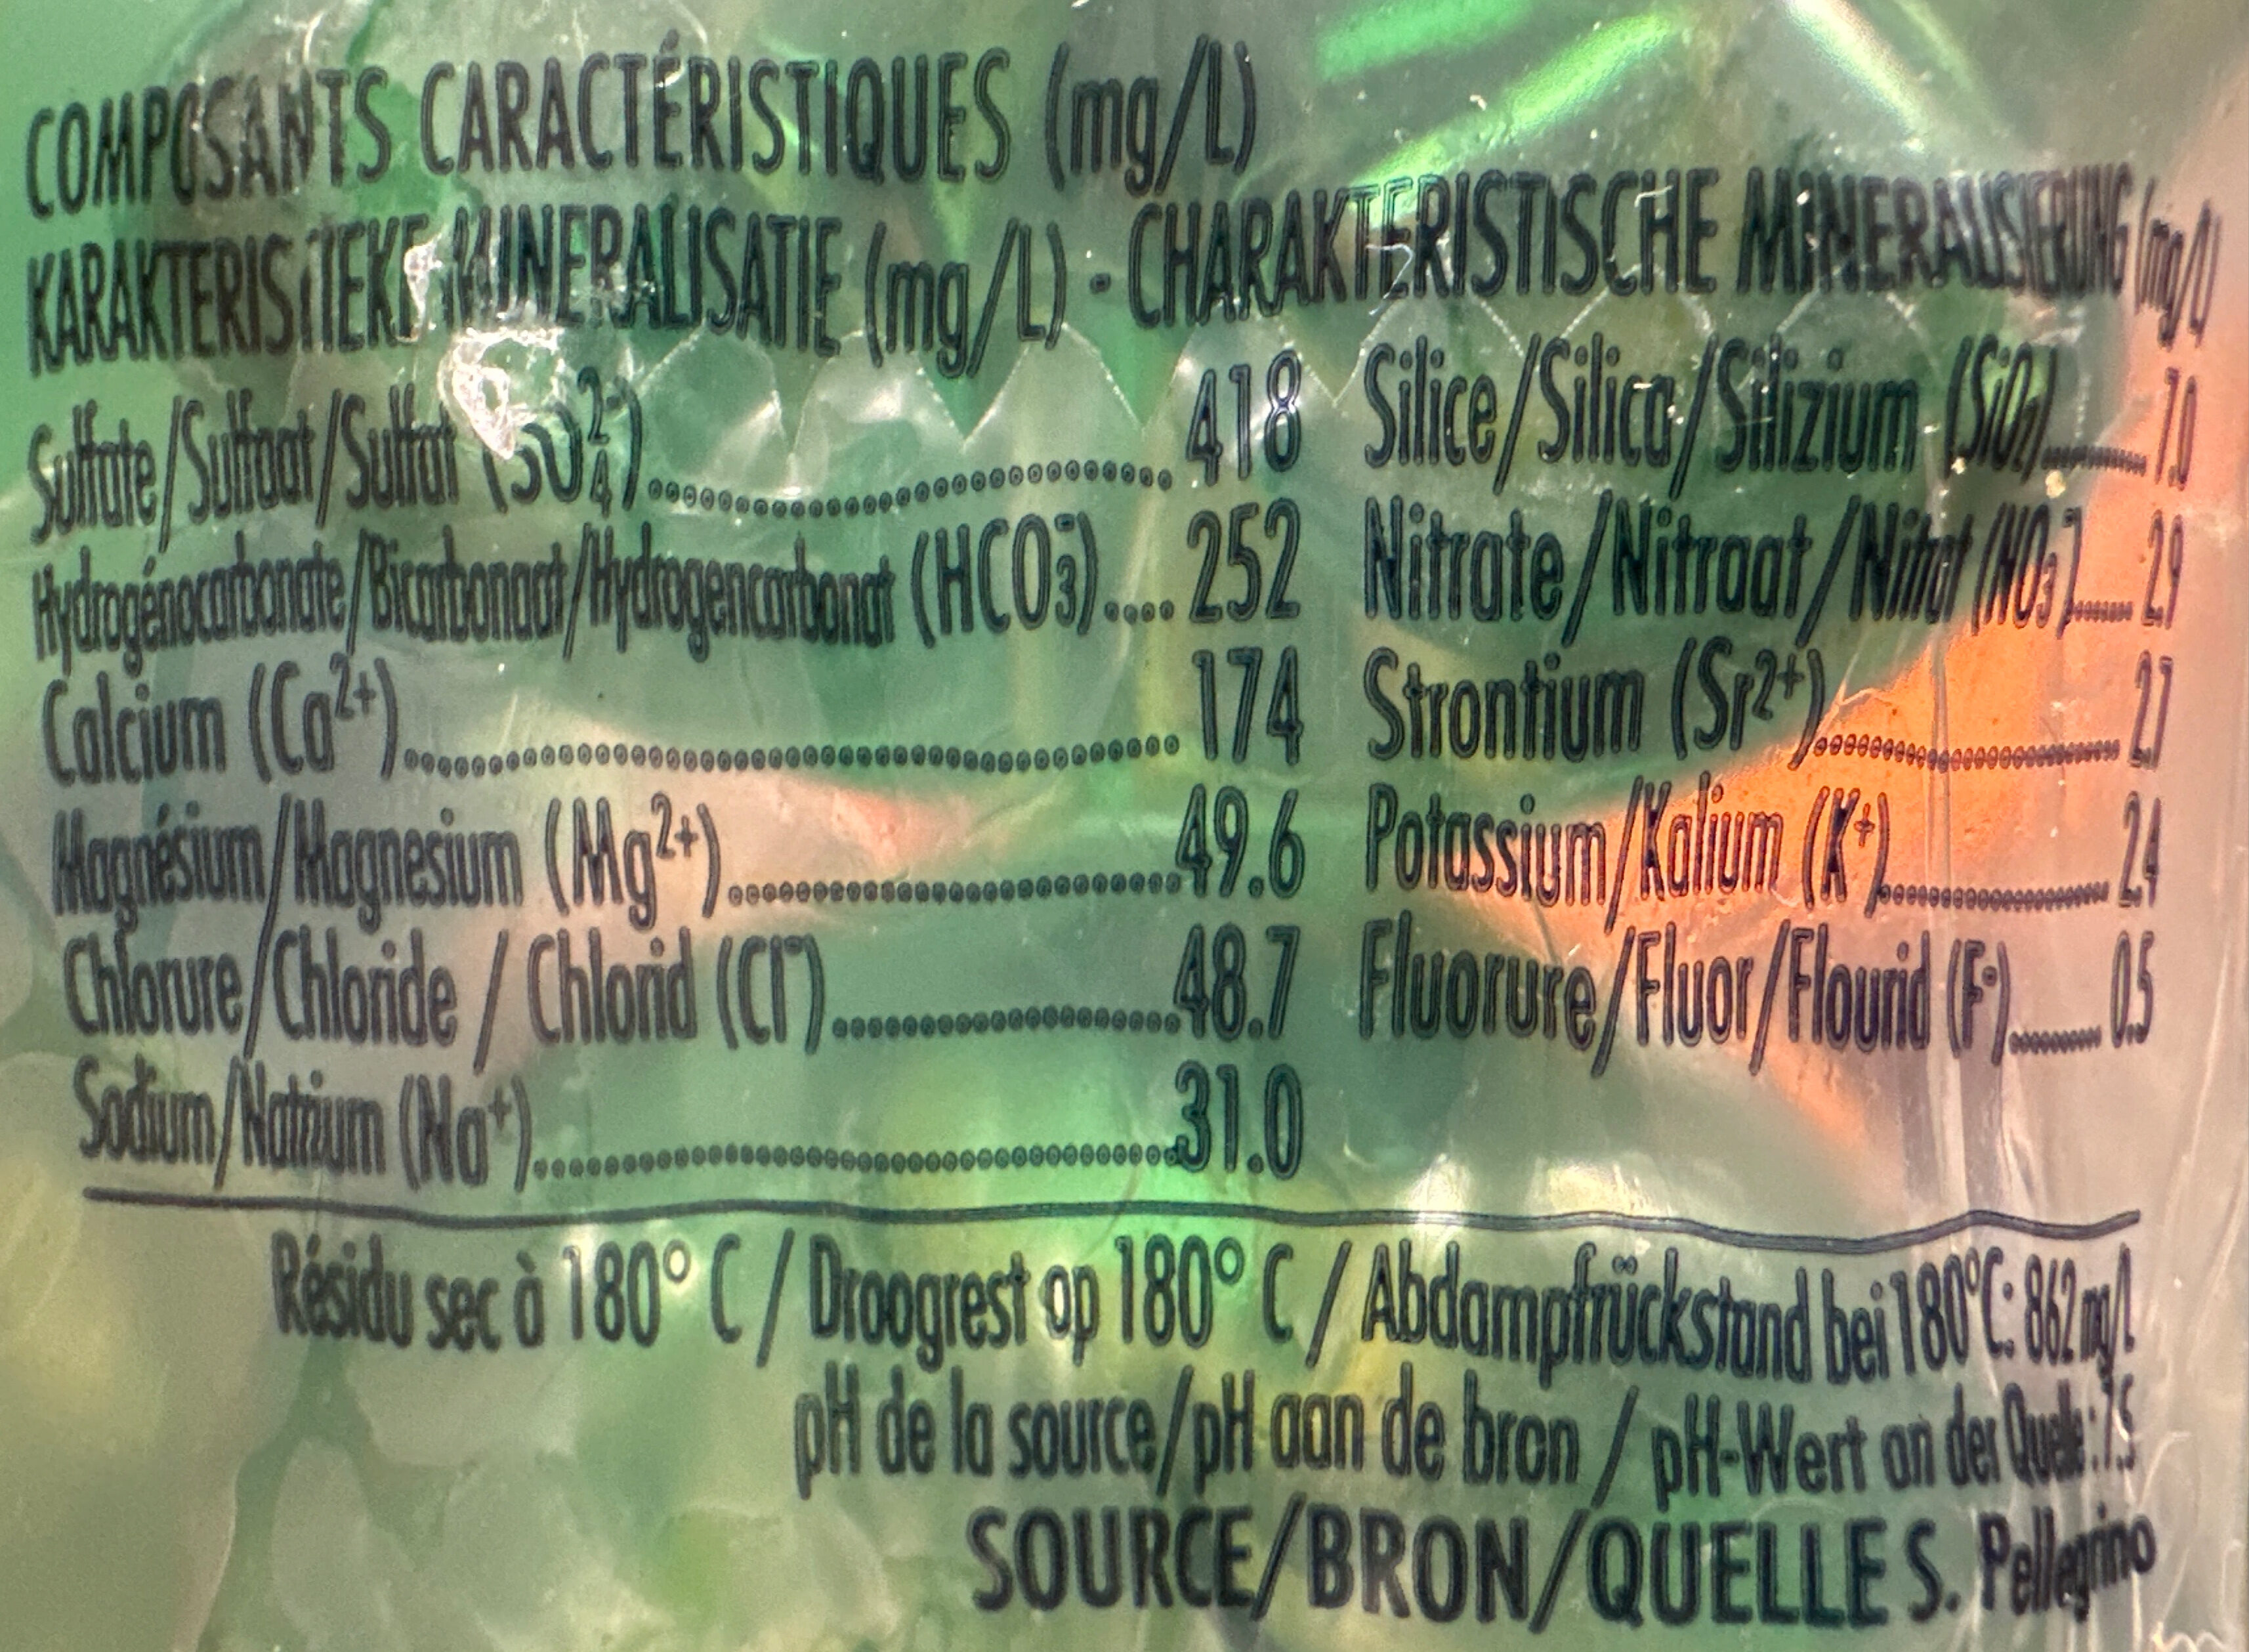 COMPOSANTS CARACTÉRISTIQUES (mg/L)
KARAKTERISTIEKE MINERALISATIE (mg/L) - CHARAKTERISTISCHE MINERALISIERUNG (mg/l)
Sulfate/Sulfaat/Sulfat (SO₄²⁻)........ 418
Hydrogénocarbonate/Bicarbonaat/Hydrogencarbonat (HCO₃⁻).... 252
Calcium (Ca²⁺)........ 174
Magnésium/Magnesium (Mg²⁺)........ 49.6
Chlorure/Chloride / Chlorid (Cl⁻)........ 48.7
Sodium/Natrium (Na⁺)........ 31.0
Silice/Silica/Silizium (SiO₂)........ 7.0
Nitrate/Nitraat/Nitrat (NO₃⁻)........ 2.9
Strontium (Sr²⁺)........ 2.7
Potassium/Kalium (K⁺)........ 2.4
Fluorure/Fluor/Flourid (F⁻)........ 0.5
Résidu sec à 180° C / Droogrest op 180° C / Abdampfrückstand bei 180°C: 862 mg/L
pH de la source/pH aan de bron / pH-Wert an der Quelle: 7.5
SOURCE/BRON/QUELLE S. Pellegrino